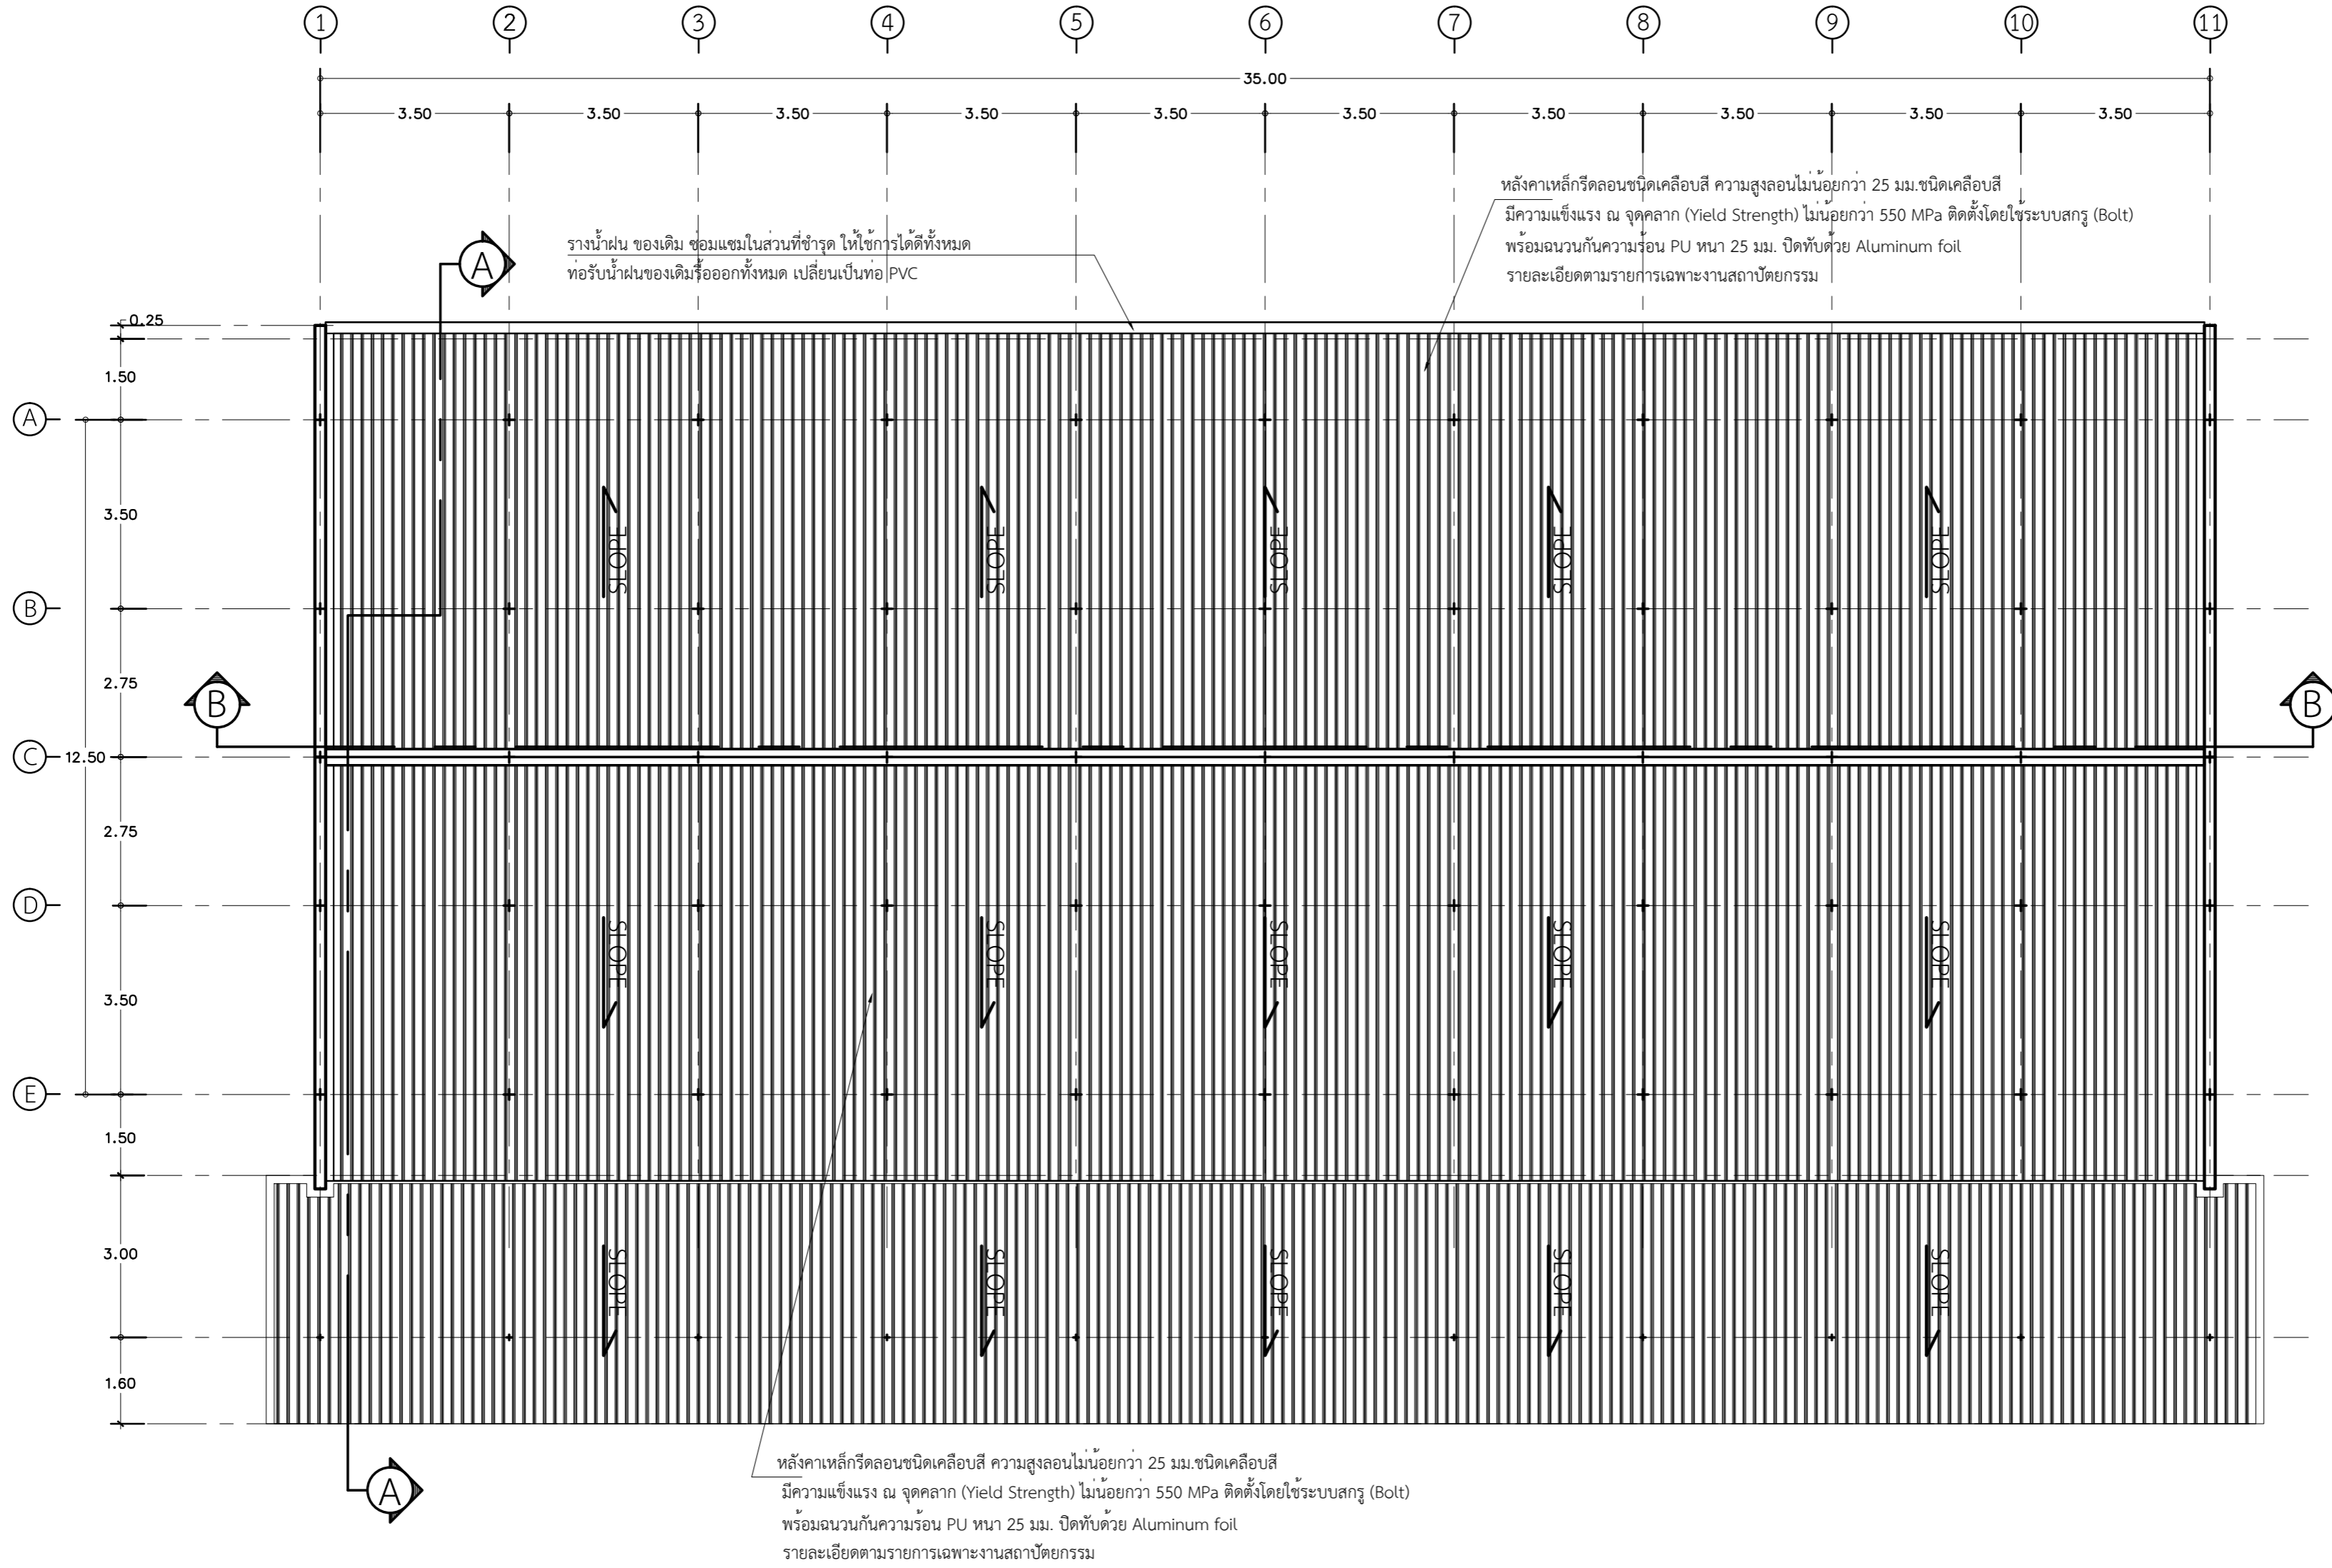 1 2 3 4 5 6 7 8 9 10 11
35.00
3.50 3.50 3.50 3.50 3.50 3.50 3.50 3.50 3.50 3.50
หลังคาเหล็กรีดลอนชนิดเคลือบสี ความสูงลอนไม่น้อยกว่า 25 มม.ชนิดเคลือบสี
มีความแข็งแรง ณ จุดคลาก (Yield Strength) ไม่น้อยกว่า 550 MPa ติดตั้งโดยใช้ระบบสกรู (Bolt)
พร้อมฉนวนกันความร้อน PU หนา 25 มม. ปิดทับด้วย Aluminum foil
รายละเอียดตามรายการเฉพาะงานสถาปัตยกรรม
รางน้ำฝน ของเดิม ซ่อมแซมในส่วนที่ชำรุด ให้ใช้การได้ดีทั้งหมด
ท่อรับน้ำฝนของเดิมรื้อออกทั้งหมด เปลี่ยนเป็นท่อ PVC
A
0.25
1.50
A
3.50
SLOPE SLOPE SLOPE SLOPE SLOPE
B
2.75
B B
C 12.50
2.75
D
SLOPE SLOPE SLOPE SLOPE SLOPE
3.50
E
1.50
3.00
SLOPE SLOPE SLOPE SLOPE SLOPE
1.60
A
หลังคาเหล็กรีดลอนชนิดเคลือบสี ความสูงลอนไม่น้อยกว่า 25 มม.ชนิดเคลือบสี
มีความแข็งแรง ณ จุดคลาก (Yield Strength) ไม่น้อยกว่า 550 MPa ติดตั้งโดยใช้ระบบสกรู (Bolt)
พร้อมฉนวนกันความร้อน PU หนา 25 มม. ปิดทับด้วย Aluminum foil
รายละเอียดตามรายการเฉพาะงานสถาปัตยกรรม